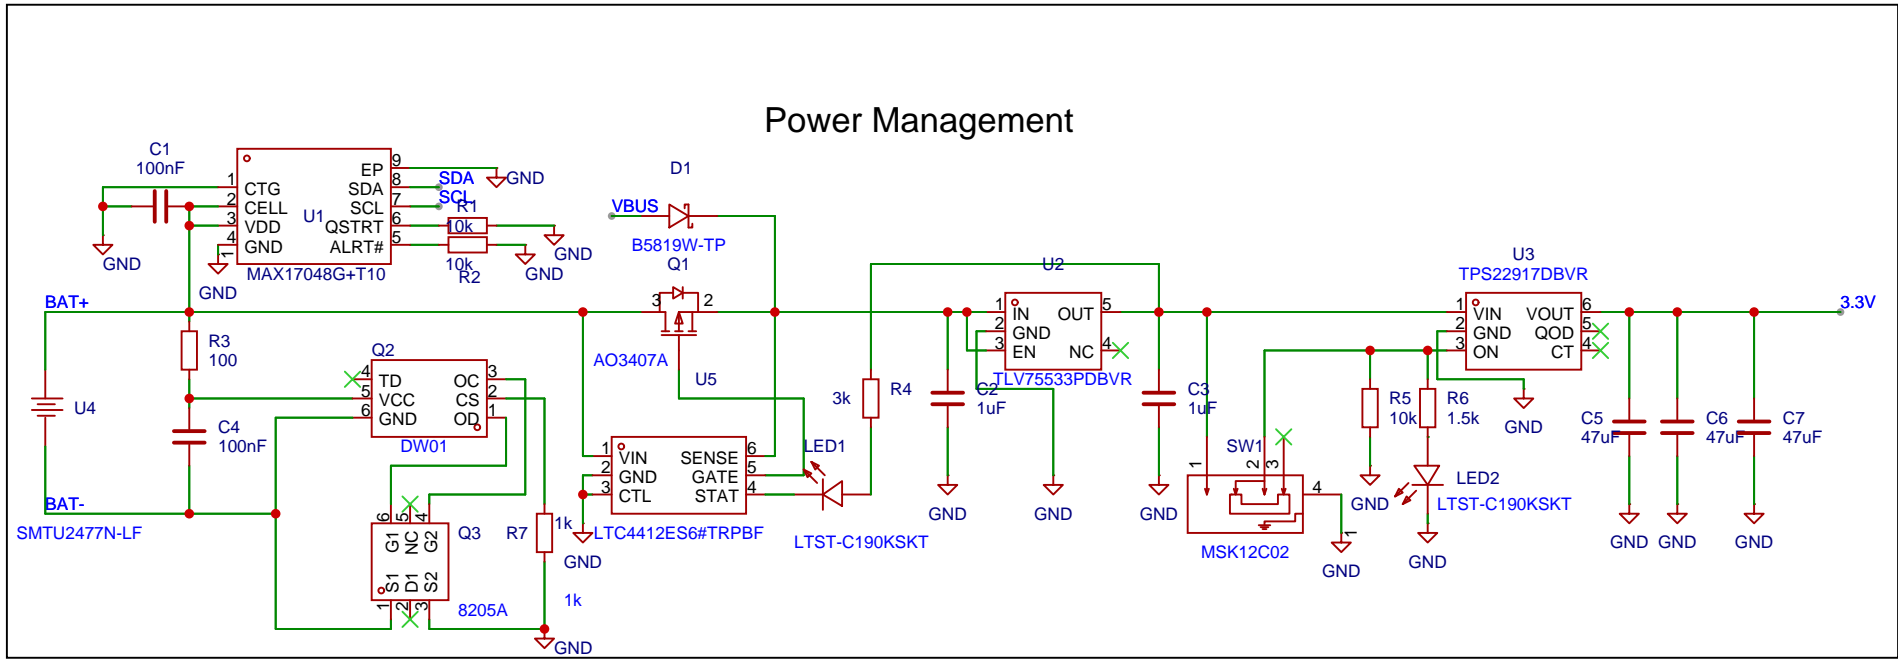 Power Management
C1
100nF
1
2
3
4
1
CTG
CELL
VDD
GND
U1
EP
SDA
SCL
QSTRT
ALRT#
9
8
7
6
5
MAX17048G+T10
SDA
SCL
R1
10k
10k
R2
GND
GND
GND
GND
GND
BAT+
BAT-
U4
SMTU2477N-LF
R3
100
C4
100nF
Q2
4
5
6
TD
VCC
GND
OC
CS
OD
3
2
1
DW01
6
5
4
G1
NC
G2
S1
D1
S2
1
2
3
Q3
8205A
R7
1k
1k
GND
D1
VBUS
B5819W-TP
Q1
3
2
AO3407A
U5
1
2
3
VIN
GND
CTL
SENSE
GATE
STAT
6
5
4
LTC4412ES6#TRPBF
GND
LED1
LTST-C190KSKT
3k
R4
U2
1
2
3
IN
GND
EN
OUT
NC
5
4
TLV75533PDBVR
C2
1uF
GND
GND
C3
1uF
GND
SW1
1
2
3
4
1
MSK12C02
GND
R5
10k
GND
R6
1.5k
LED2
LTST-C190KSKT
GND
U3
TPS22917DBVR
1
2
3
VIN
GND
ON
VOUT
QOD
CT
6
5
4
GND
C5
47uF
C6
47uF
C7
47uF
GND
GND
GND
3.3V